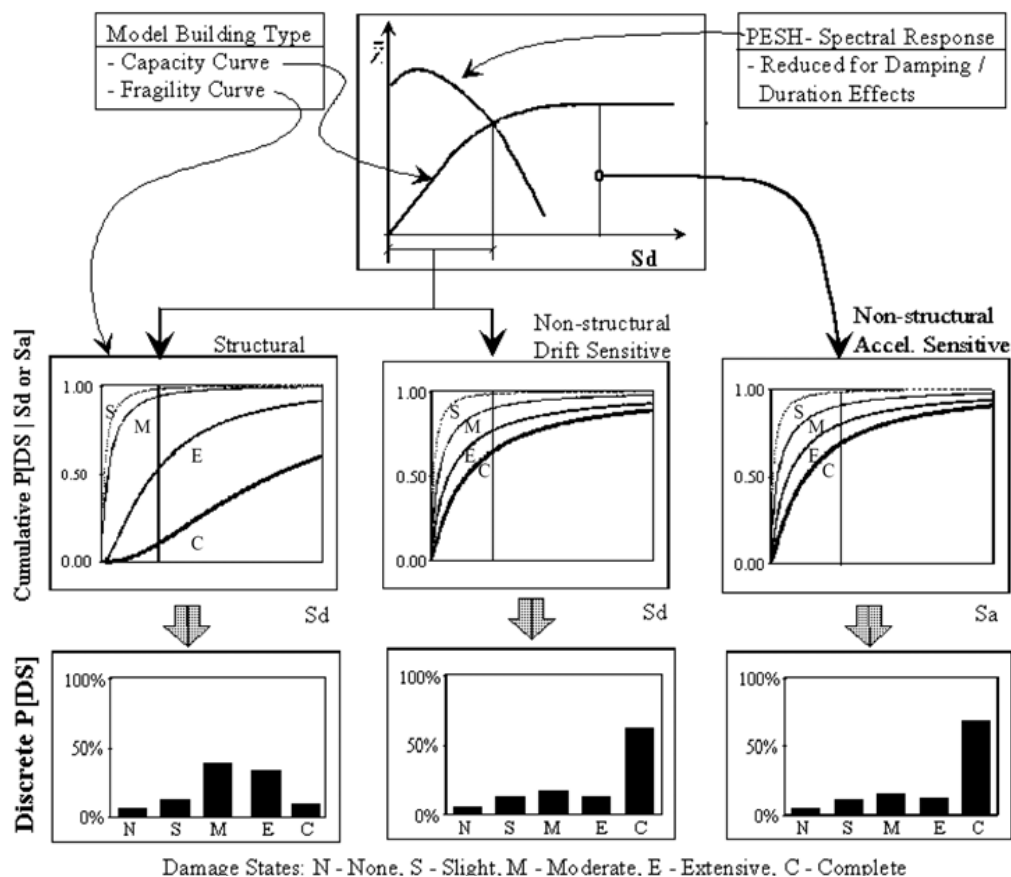 Model Building Type
- Capacity Curve
- Fragility Curve
PESH- Spectral Response
- Reduced for Damping /
Duration Effects
Sd
Structural
Non-structural
Drift Sensitive
Non-structural
Accel. Sensitive
Cumulative P[DS | Sd or Sa]
1.00
0.50
0.00
S
M
E
C
Sd
1.00
0.50
0.00
S
M
E
C
Sd
1.00
0.50
0.00
S
M
E
C
Sa
Discrete P[DS]
100%
50%
0%
N S M E C
100%
50%
0%
N S M E C
100%
50%
0%
N S M E C
Damage States: N - None, S - Slight, M - Moderate, E - Extensive, C - Complete